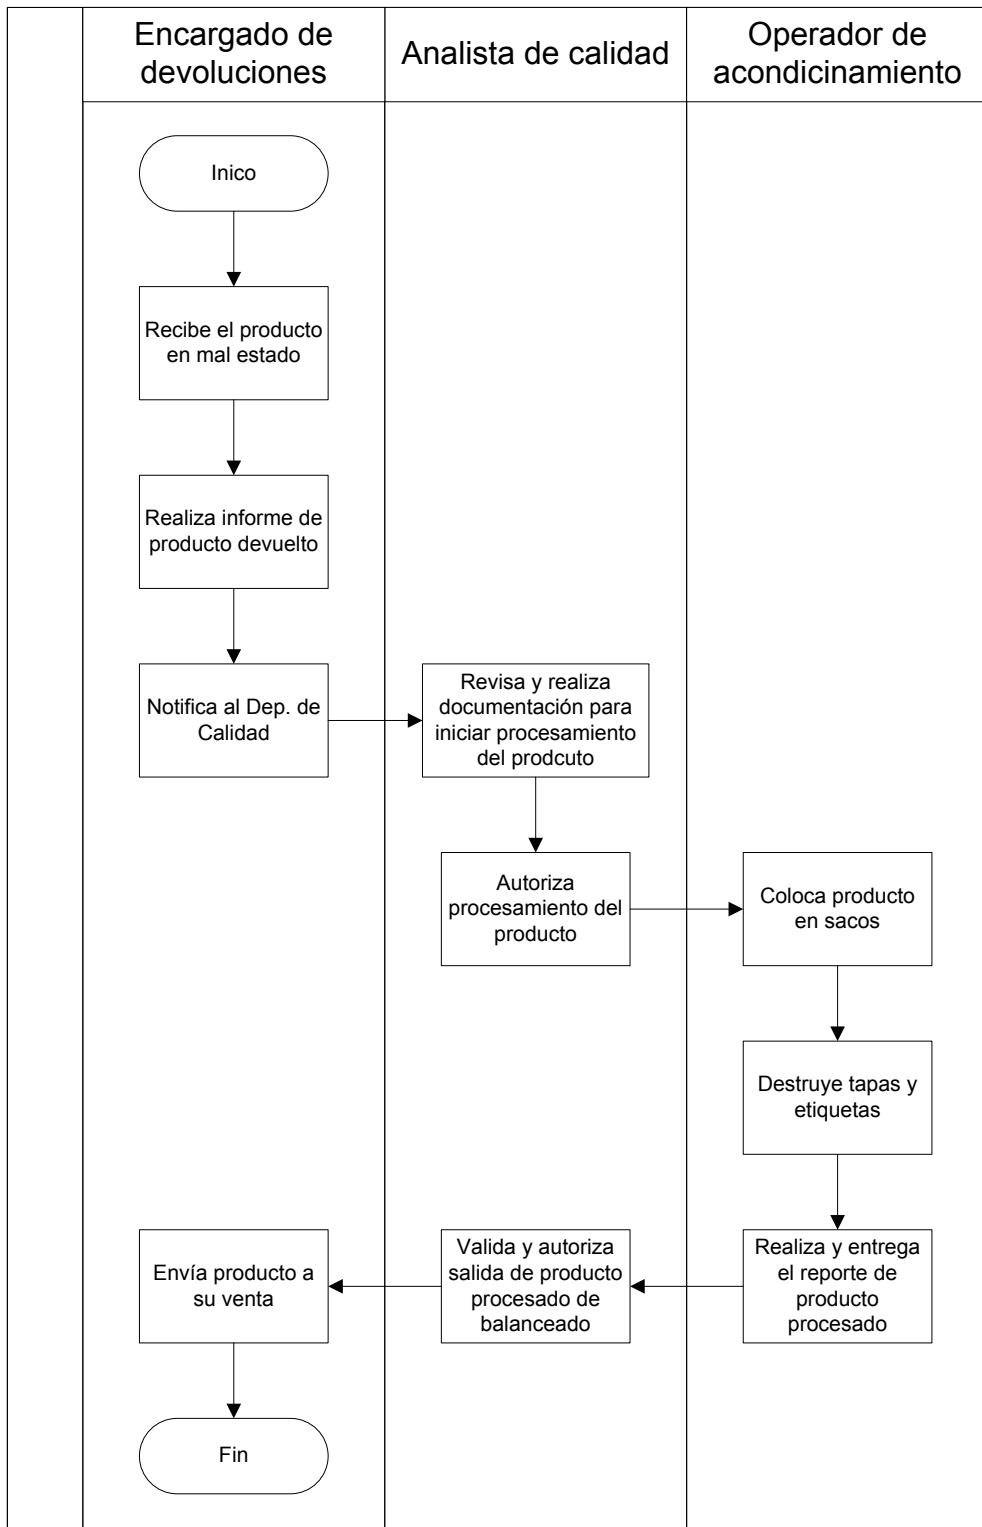 Encargado de
devoluciones
Analista de calidad
Operador de
acondicinamiento
Inico
Recibe el producto
en mal estado
Realiza informe de
producto devuelto
Notifica al Dep. de
Calidad
Revisa y realiza
documentación para
iniciar procesamiento
del prodcuto
Autoriza
procesamiento del
producto
Coloca producto
en sacos
Destruye tapas y
etiquetas
Realiza y entrega
el reporte de
producto
procesado
Valida y autoriza
salida de producto
procesado de
balanceado
Envía producto a
su venta
Fin